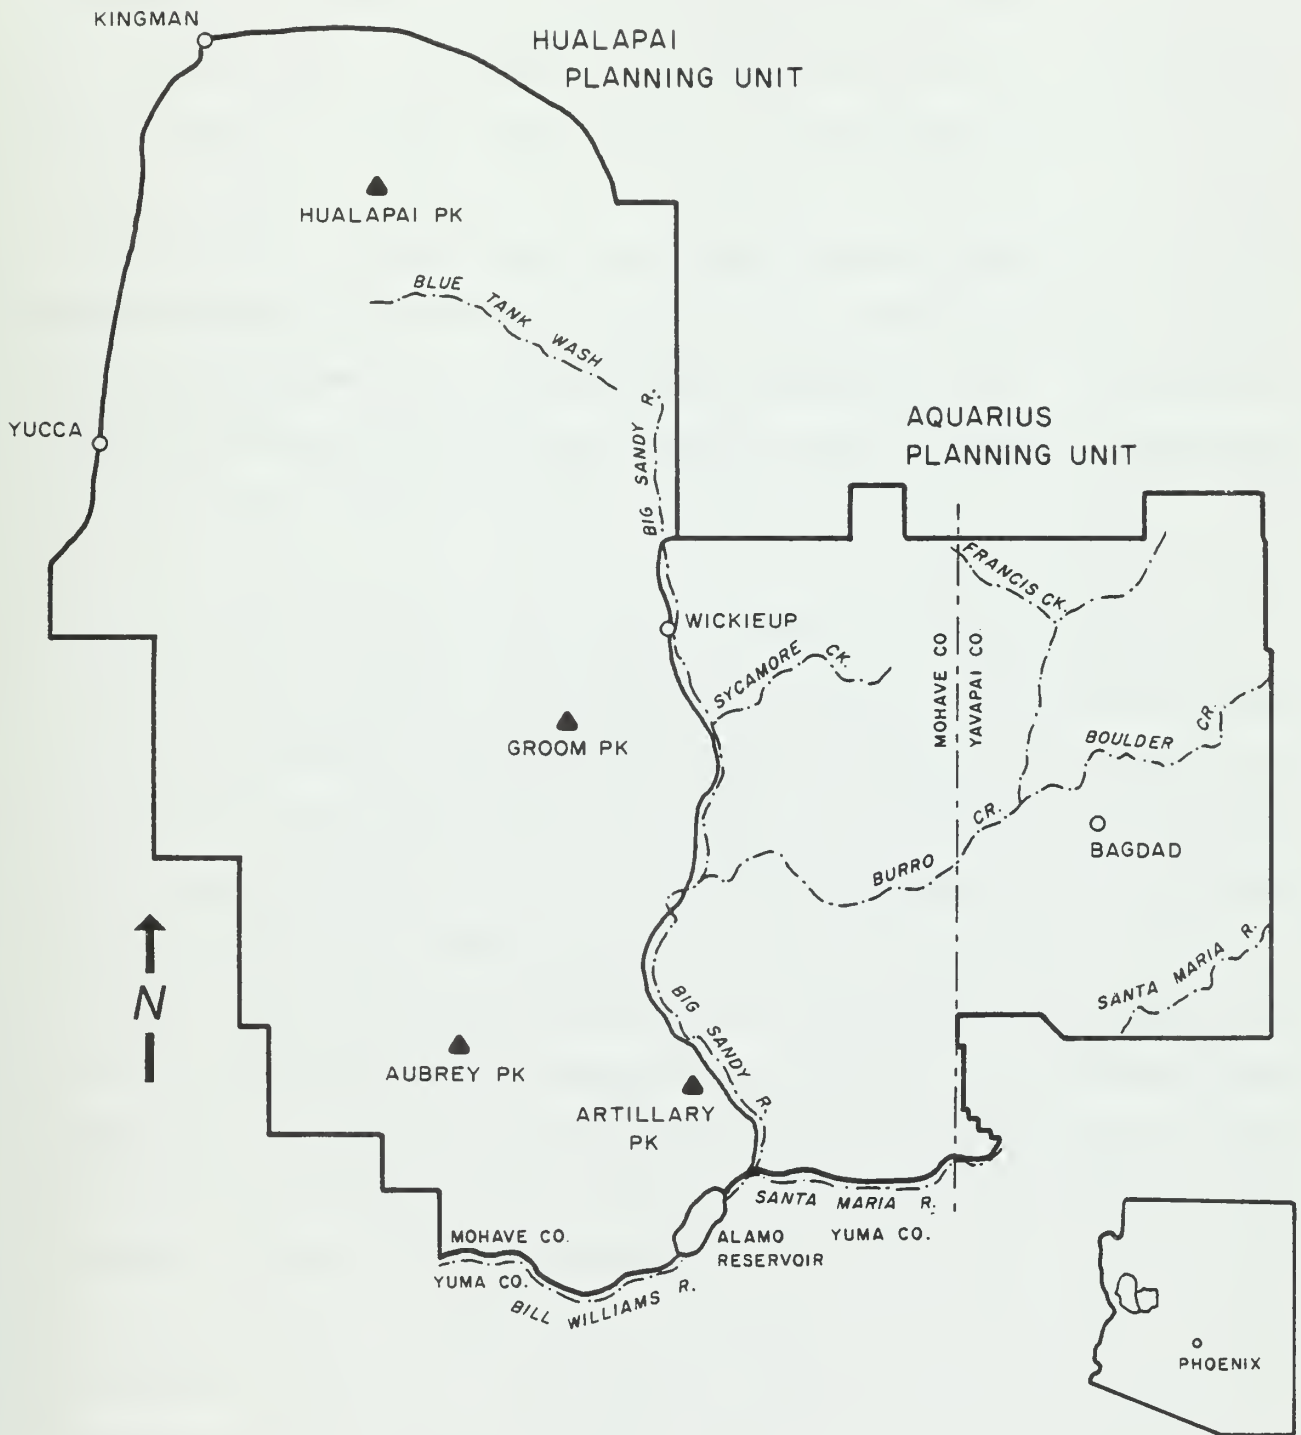 KINGMAN
HUALAPAI
PLANNING UNIT
HUALAPAI PK
BLUE TANK WASH
BIG SANDY R.
YUCCA
AQUARIUS
PLANNING UNIT
FRANCIS CK.
WICKIEUP
SYCAMORE CK.
MOHAVE CO
YAVAPAI CO.
GROOM PK
BOULDER CR.
BURRO CR.
BAGDAD
N
SANTA MARIA R.
BIG SANDY R.
AUBREY PK
ARTILLARY
PK
SANTA MARIA R.
MOHAVE CO.
YUMA CO.
ALAMO
RESERVOIR
YUMA CO.
BILL WILLIAMS R.
PHOENIX